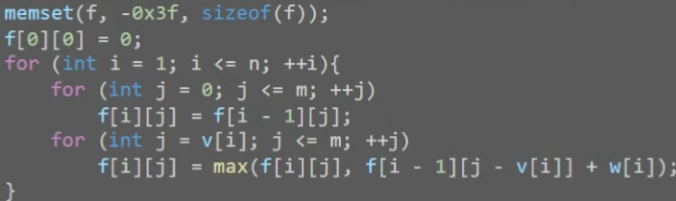 memset(f, -0x3f, sizeof(f));
f[0][0] = 0;
for (int i = 1; i <= n; ++i){
    for (int j = 0; j <= m; ++j)
        f[i][j] = f[i - 1][j];
    for (int j = v[i]; j <= m; ++j)
        f[i][j] = max(f[i][j], f[i - 1][j - v[i]] + w[i]);
}